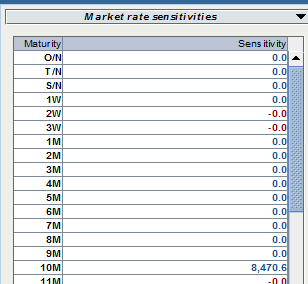 Market rate sensitivities
Maturity Sensitivity
O/N 0.0
T/N 0.0
S/N 0.0
1W 0.0
2W -0.0
3W -0.0
1M 0.0
2M 0.0
3M 0.0
4M 0.0
5M 0.0
6M 0.0
7M 0.0
8M 0.0
9M 0.0
10M 8,470.6
11M -0.0